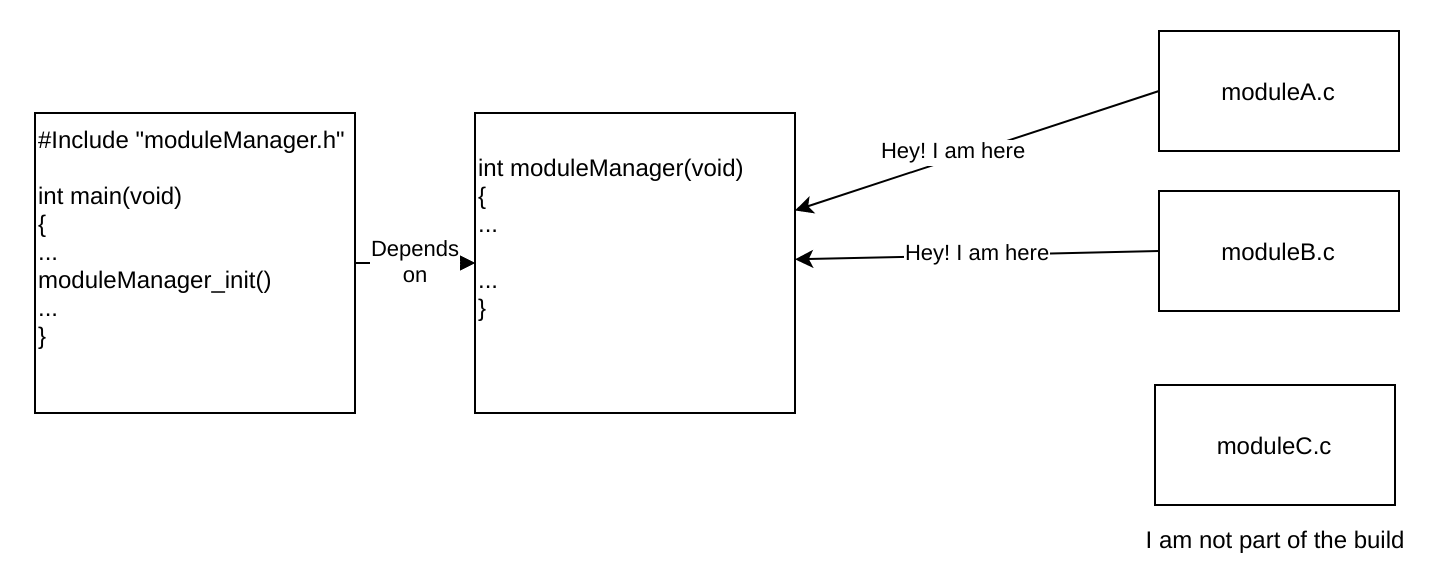 #Include "moduleManager.h"
int main(void)
{
...
moduleManager_init()
...
}
Depends
on
int moduleManager(void)
{
...
...
}
Hey! I am here
Hey! I am here
moduleA.c
moduleB.c
moduleC.c
I am not part of the build